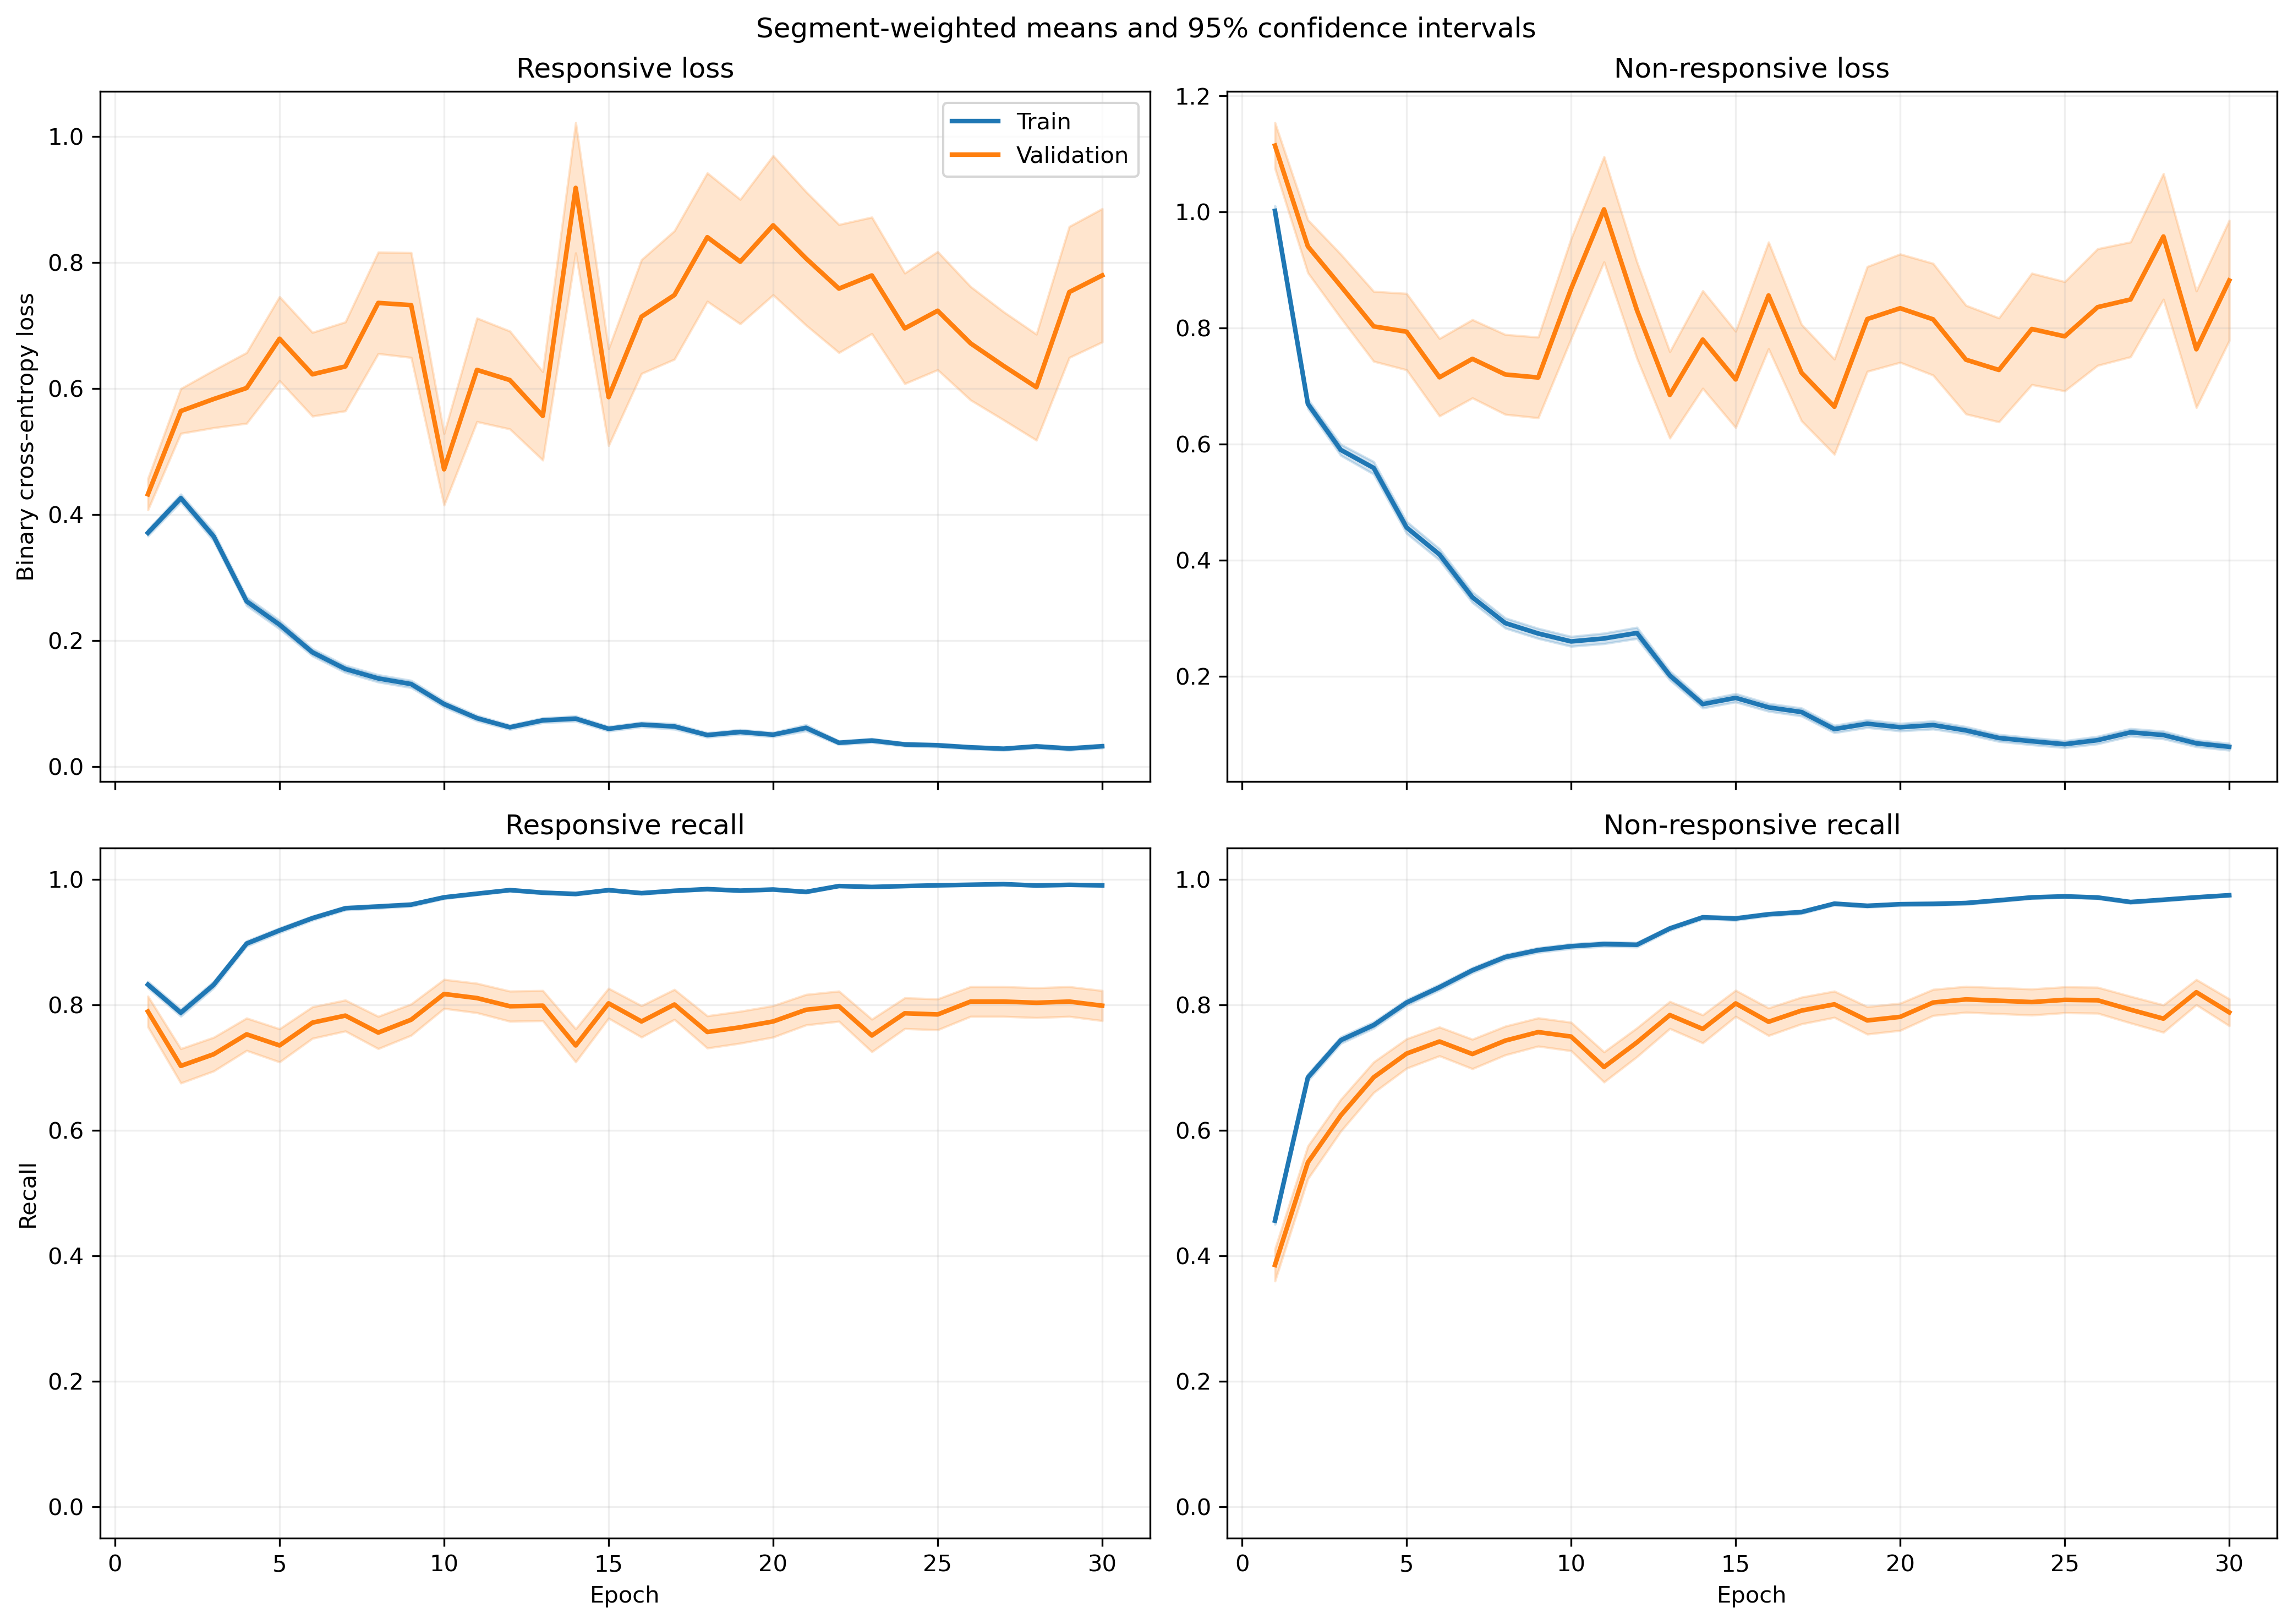 Segment-weighted means and 95% confidence intervals
Responsive loss
Non-responsive loss
Binary cross-entropy loss
1.0
0.8
0.6
0.4
0.2
0.0
Train
Validation
1.2
1.0
0.8
0.6
0.4
0.2
Responsive recall
Non-responsive recall
Recall
1.0
0.8
0.6
0.4
0.2
0.0
0 5 10 15 20 25 30
Epoch
1.0
0.8
0.6
0.4
0.2
0.0
0 5 10 15 20 25 30
Epoch